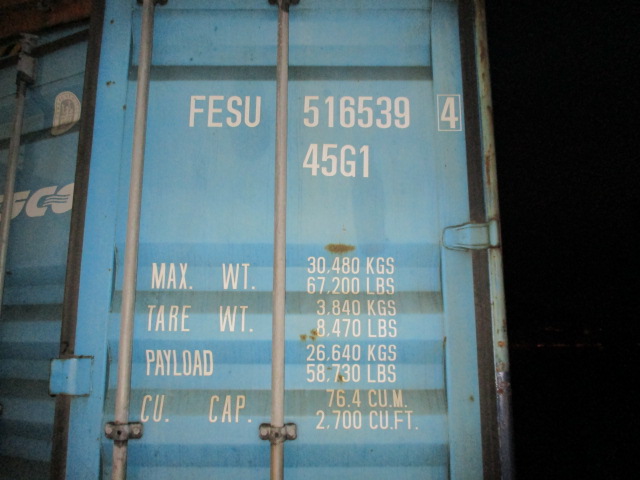 FESU 516539 4
45G1
MAX. WT. 30.480 KGS
67.200 LBS
TARE WT. 3.840 KGS
8.470 LBS
PAYLOAD 26.640 KGS
58.730 LBS
CU. CAP. 76.4 CU.M.
2.700 CU.FT.